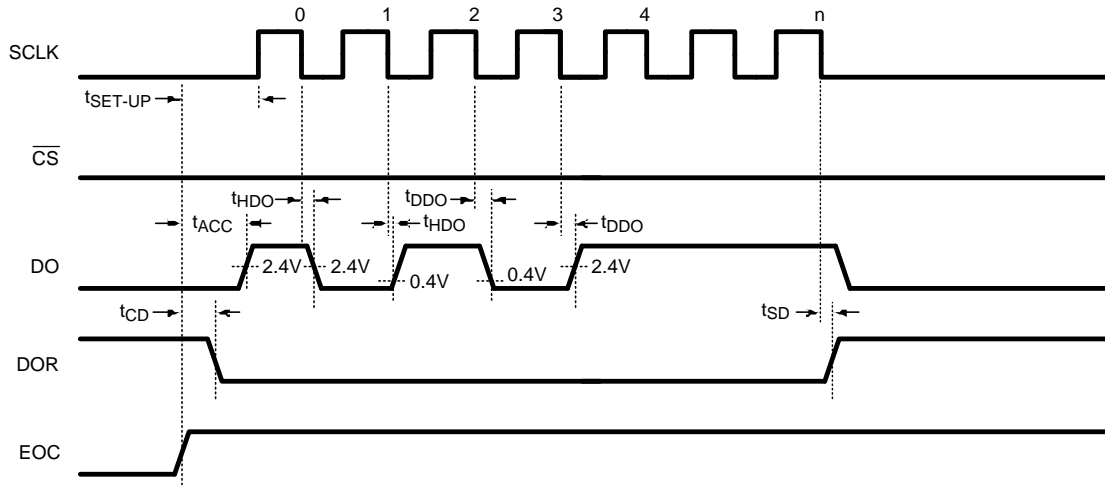 0 1 2 3 4 n
SCLK
tSET-UP
CS
tHDO tDDO
tACC tHDO tDDO
DO 2.4V 2.4V 0.4V 0.4V 2.4V
tCD tSD
DOR
EOC